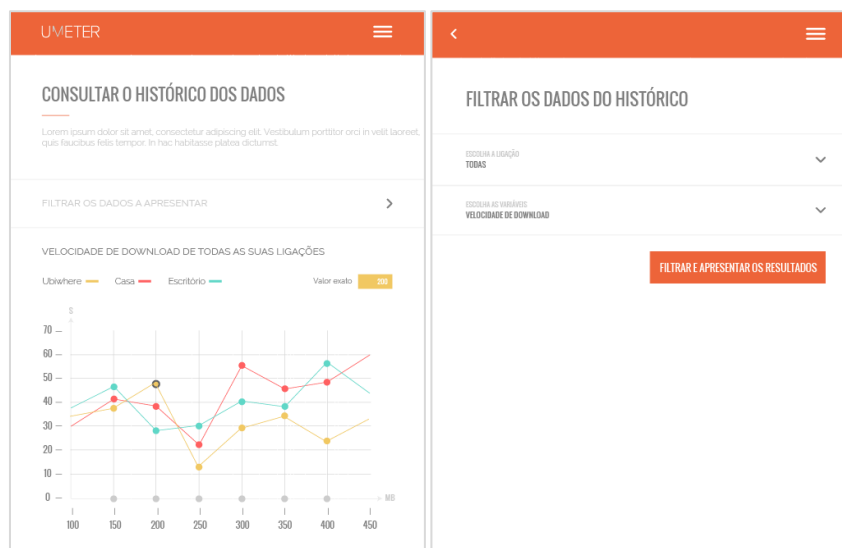 UMETER
CONSULTAR O HISTÓRICO DOS DADOS
Lorem ipsum dolor sit amet, consectetur adipiscing elit. Vestibulum porttitor orci in velit laoreet,
quis faucibus felis tempor. In hac habitasse platea dictumst.
FILTRAR OS DADOS A APRESENTAR
VELOCIDADE DE DOWNLOAD DE TODAS AS SUAS LIGAÇÕES
Ubiwhere Casa Escritório Valor exato 200
S
70
60
50
40
30
20
10
0
MB
100 150 200 250 300 350 400 450
FILTRAR OS DADOS DO HISTÓRICO
ESCOLHA A LIGAÇÃO
TODAS
ESCOLHA AS VARIÁVEIS
VELOCIDADE DE DOWNLOAD
FILTRAR E APRESENTAR OS RESULTADOS